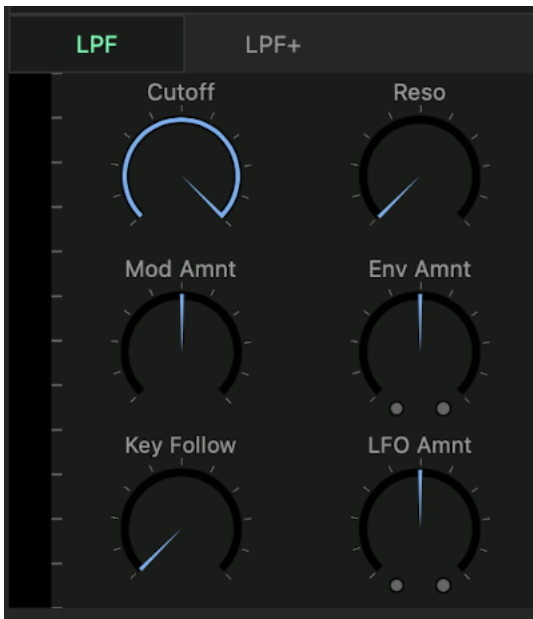 LPF LPF+
Cutoff Reso
Mod Amnt Env Amnt
Key Follow LFO Amnt